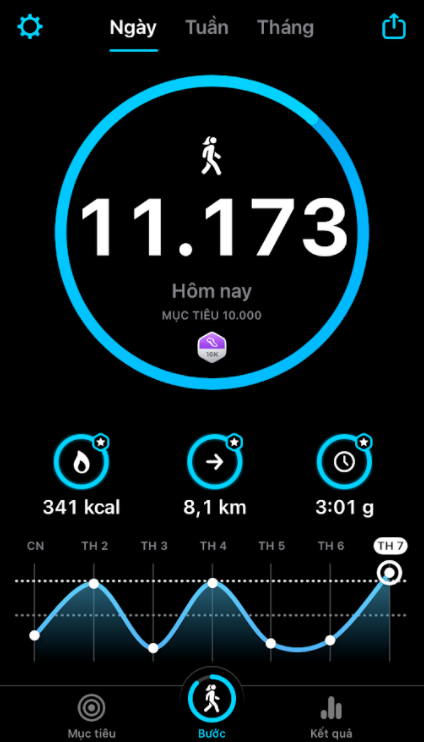 Ngày Tuần Tháng
11.173
Hôm nay
MỤC TIÊU 10.000
10K
341 kcal 8,1 km 3:01 g
CN TH 2 TH 3 TH 4 TH 5 TH 6 TH 7
Mục tiêu Bước Kết quả